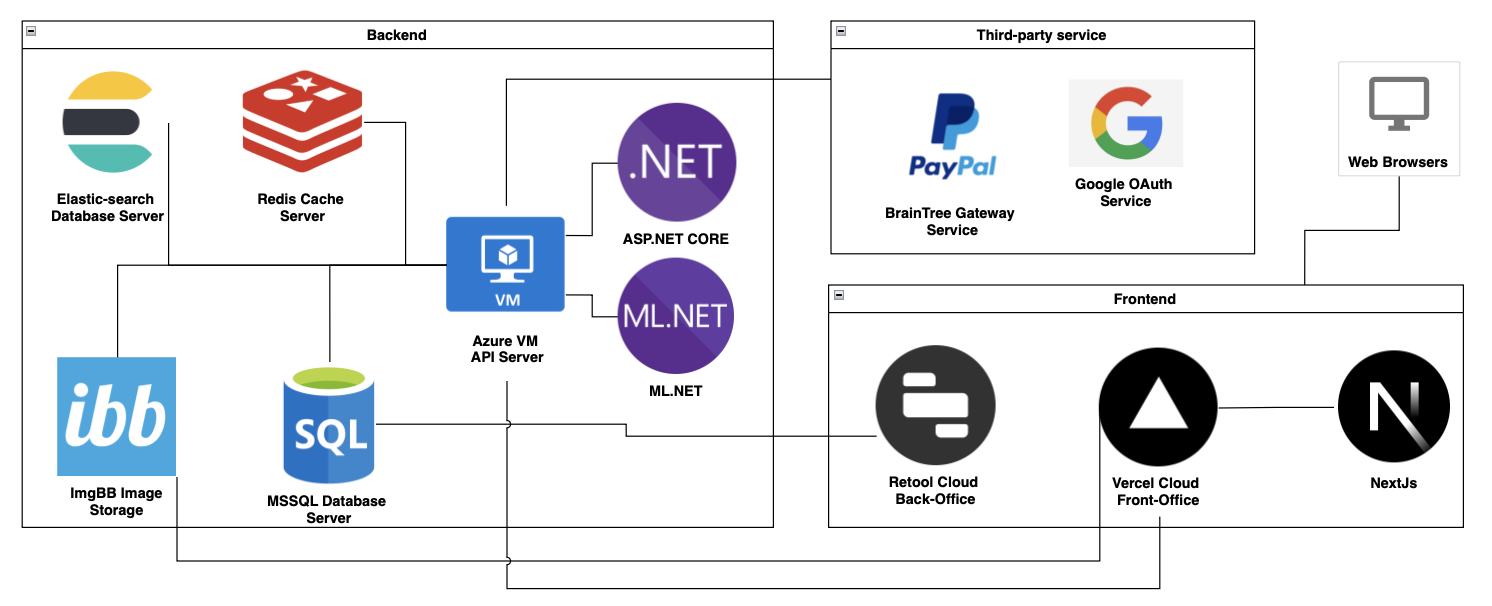 Backend
Elastic-search
Database Server
Redis Cache
Server
.NET
ASP.NET CORE
VM
Azure VM
API Server
ML.NET
ML.NET
ibb
ImgBB Image
Storage
SQL
MSSQL Database
Server
Third-party service
PayPal
BrainTree Gateway
Service
Google OAuth
Service
Web Browsers
Frontend
Retool Cloud
Back-Office
Vercel Cloud
Front-Office
N
NextJs